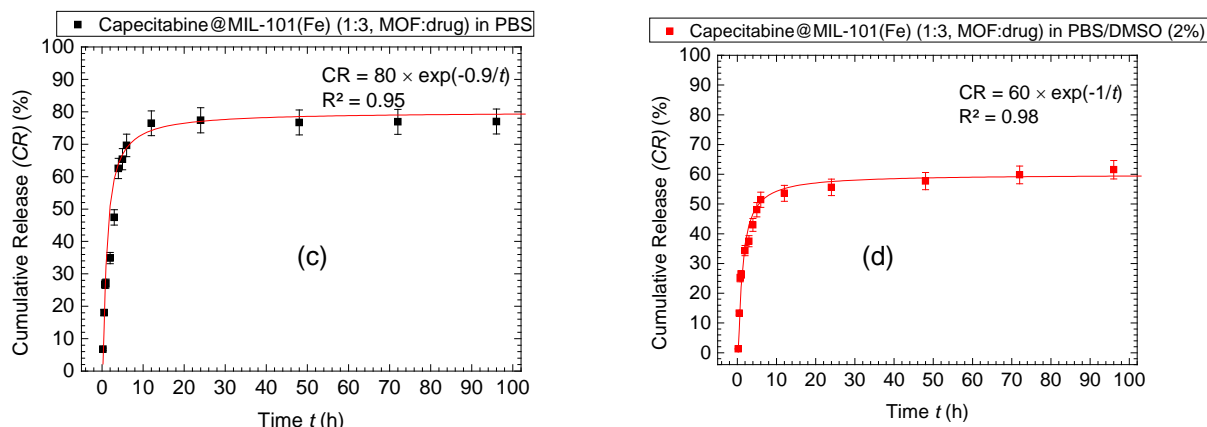 Capecitabine@MIL-101(Fe) (1:3, MOF:drug) in PBS
CR = 80 × exp(-0.9/t)
R² = 0.95
(c)
Cumulative Release (CR) (%)
100
90
80
70
60
50
40
30
20
10
0
0 10 20 30 40 50 60 70 80 90 100
Time t (h)
Capecitabine@MIL-101(Fe) (1:3, MOF:drug) in PBS/DMSO (2%)
CR = 60 × exp(-1/t)
R² = 0.98
(d)
Cumulative Release (CR) (%)
100
90
80
70
60
50
40
30
20
10
0
0 10 20 30 40 50 60 70 80 90 100
Time t (h)